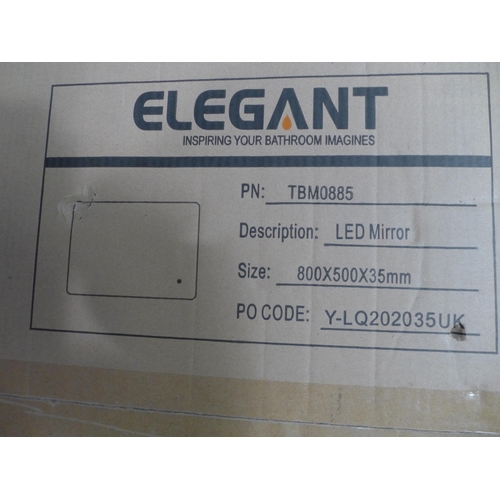 ELEGANT
INSPIRING YOUR BATHROOM IMAGINES
PN: TBM0885
Description: LED Mirror
Size: 800X500X35mm
PO CODE: Y-LQ202035UK